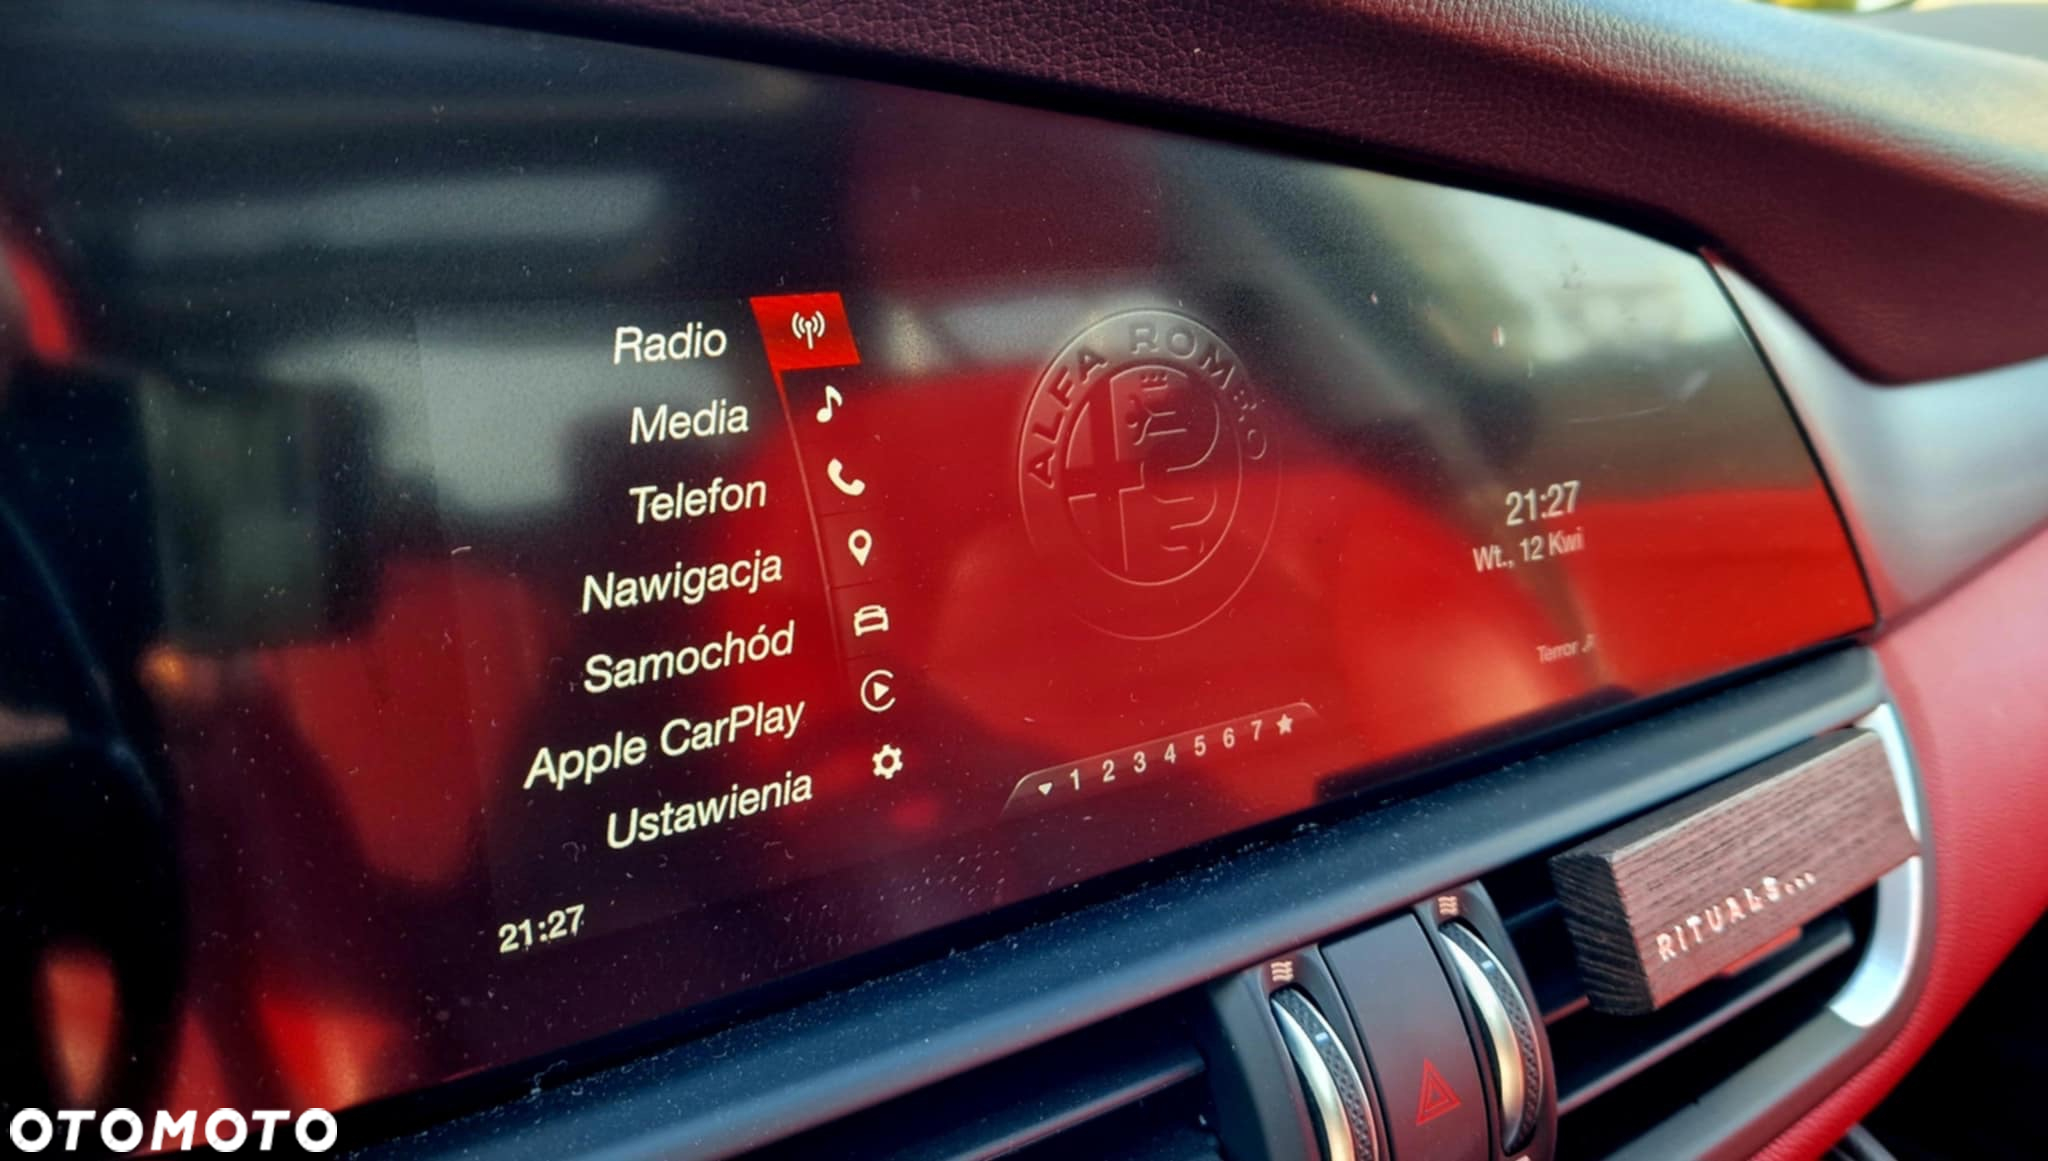 Radio
Media
Telefon
Nawigacja
Samochód
Apple CarPlay
Ustawienia
21:27
ALFA ROMEO
1 2 3 4 5 6 7
21:27
Wt., 12 Kwi
Terror
RITUALS...
OTOMOTO